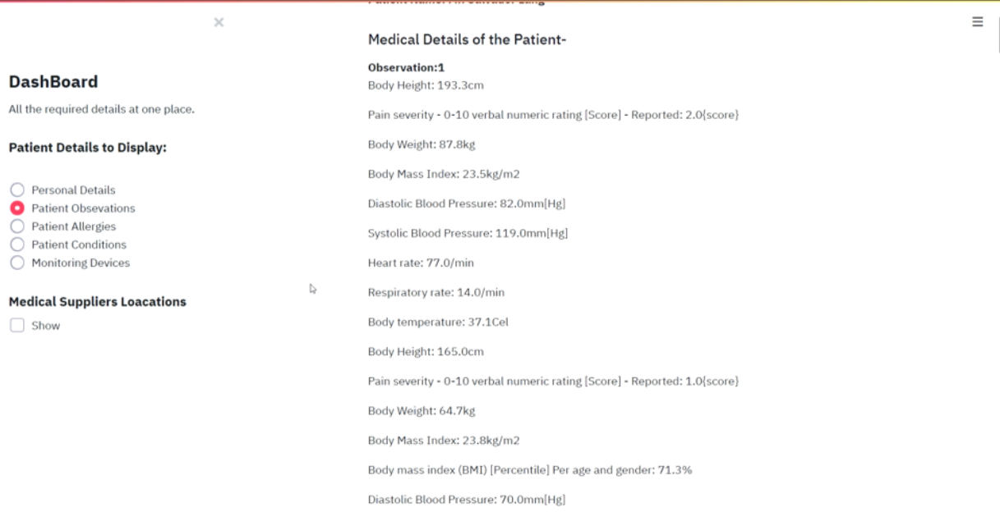 DashBoard
All the required details at one place.
Patient Details to Display:
Personal Details
Patient Obsevations
Patient Allergies
Patient Conditions
Monitoring Devices
Medical Suppliers Loacations
Show
Medical Details of the Patient-
Observation:1
Body Height: 193.3cm
Pain severity - 0-10 verbal numeric rating [Score] - Reported: 2.0{score}
Body Weight: 87.8kg
Body Mass Index: 23.5kg/m2
Diastolic Blood Pressure: 82.0mm[Hg]
Systolic Blood Pressure: 119.0mm[Hg]
Heart rate: 77.0/min
Respiratory rate: 14.0/min
Body temperature: 37.1Cel
Body Height: 165.0cm
Pain severity - 0-10 verbal numeric rating [Score] - Reported: 1.0{score}
Body Weight: 64.7kg
Body Mass Index: 23.8kg/m2
Body mass index (BMI) [Percentile] Per age and gender: 71.3%
Diastolic Blood Pressure: 70.0mm[Hg]